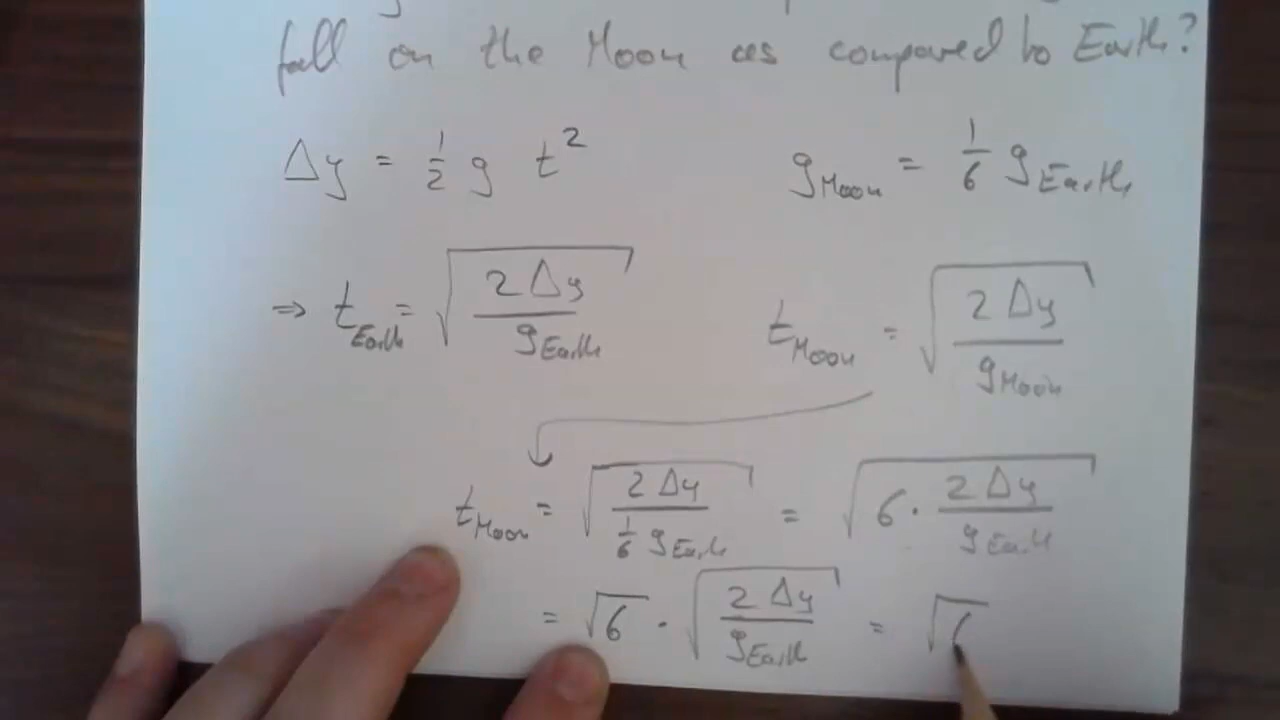 fall on the Moon as compared to Earth?
Δy = 1/2 g t² g_Moon = 1/6 g_Earth
⇒ t_Earth = √(2Δy / g_Earth) t_Moon = √(2Δy / g_Moon)
t_Moon = √(2Δy / (1/6 g_Earth)) = √(6 · 2Δy / g_Earth)
= √6 · √(2Δy / g_Earth) = √6